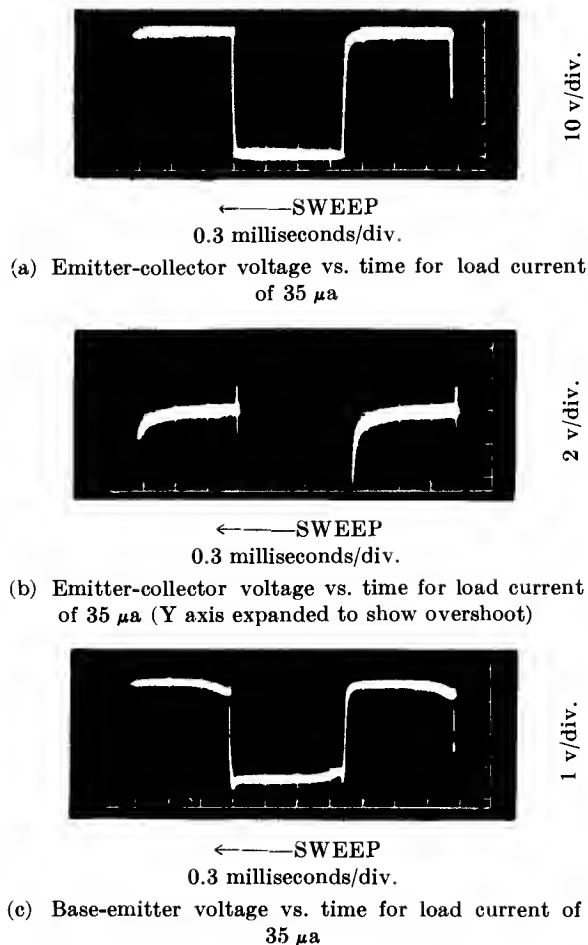 10 v/div.
←——SWEEP
0.3 milliseconds/div.
(a) Emitter-collector voltage vs. time for load current
of 35 μa
2 v/div.
←——SWEEP
0.3 milliseconds/div.
(b) Emitter-collector voltage vs. time for load current
of 35 μa (Y axis expanded to show overshoot)
1 v/div.
←——SWEEP
0.3 milliseconds/div.
(c) Base-emitter voltage vs. time for load current of
35 μa